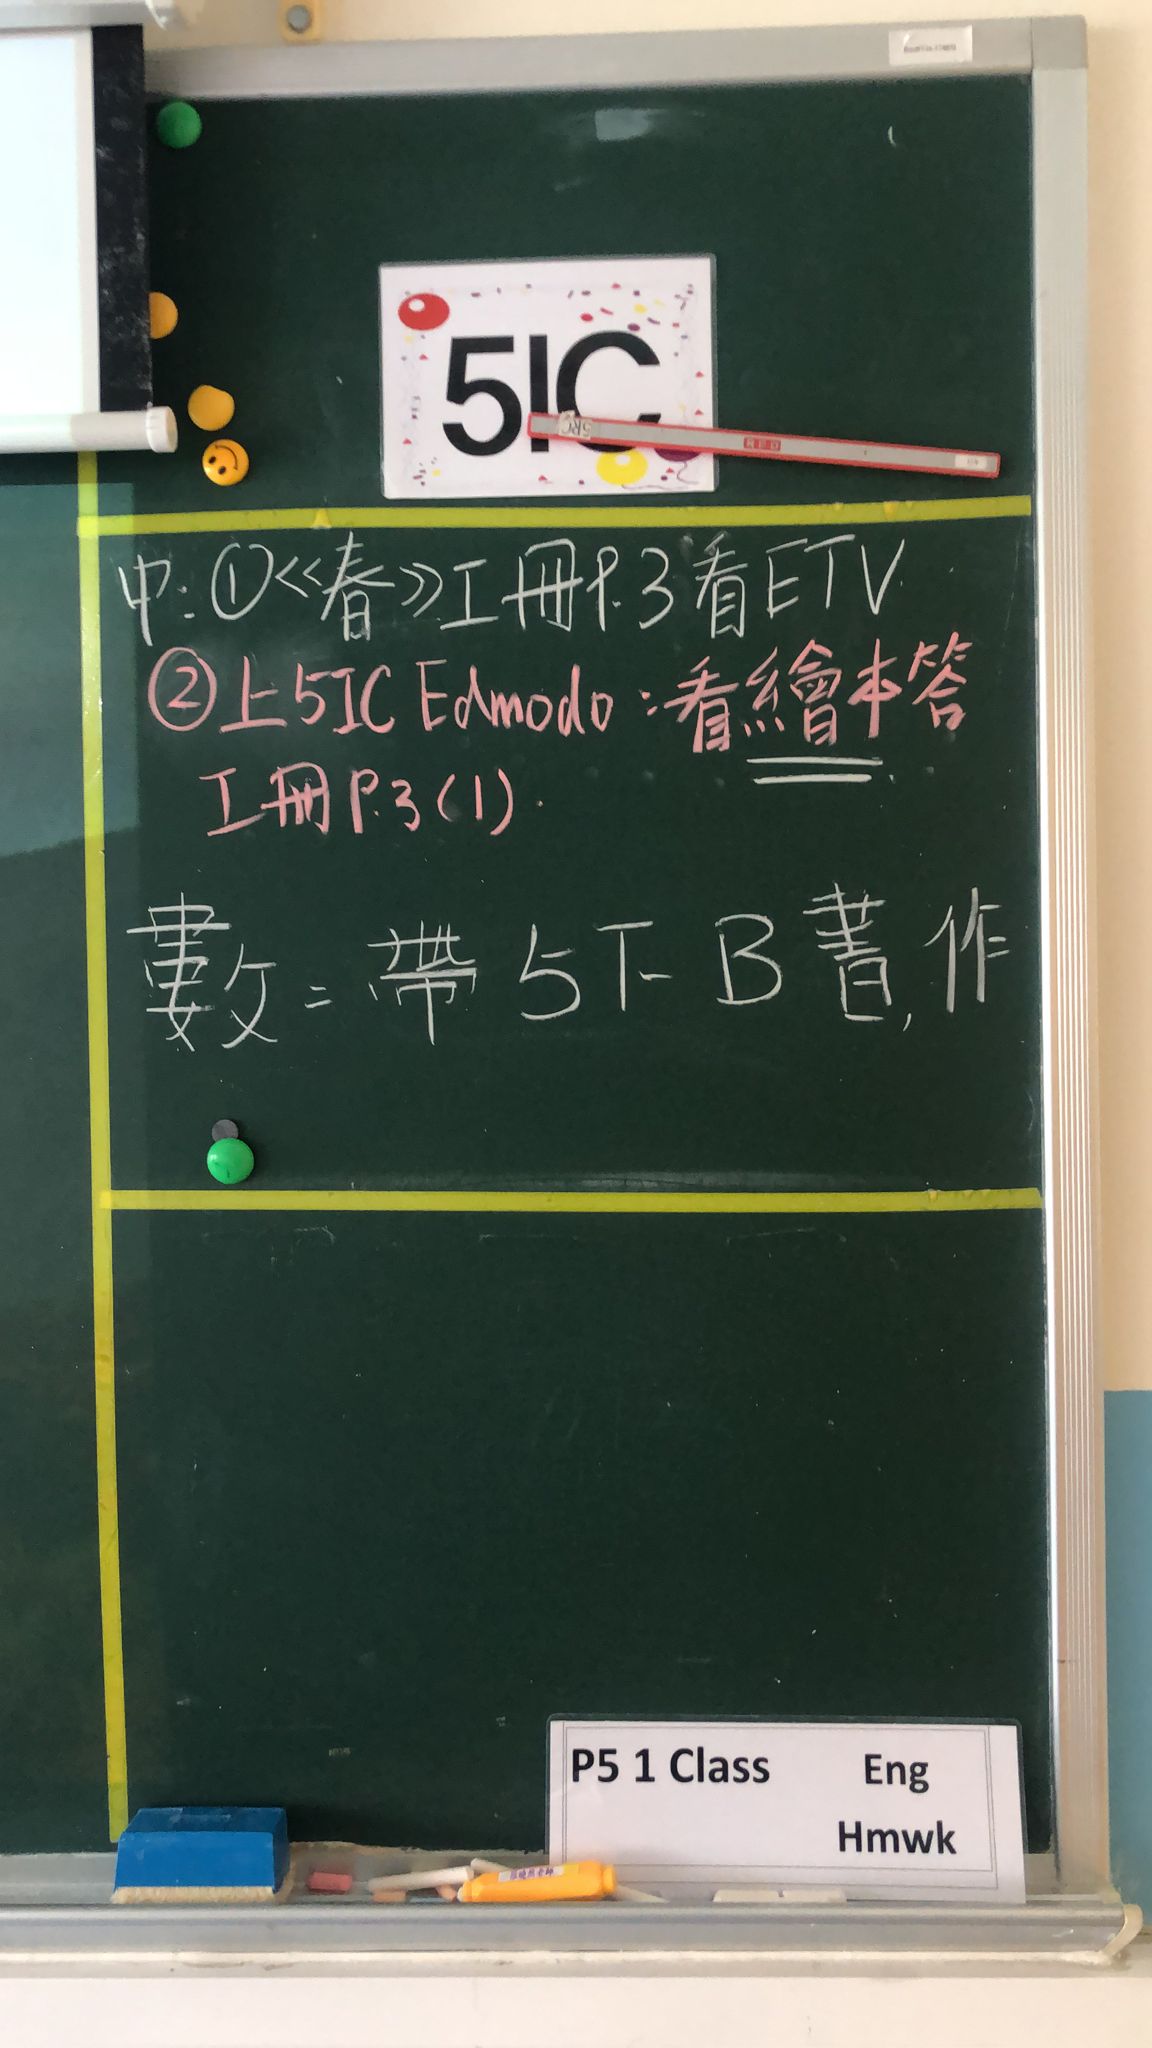 5IC
5RC
中:①<<春>>工冊P.3看ETV
②上5IC Edmodo:看繪本答
工冊P.3(1).
數=帶5下B書,作
P5 1 Class Eng
Hmwk